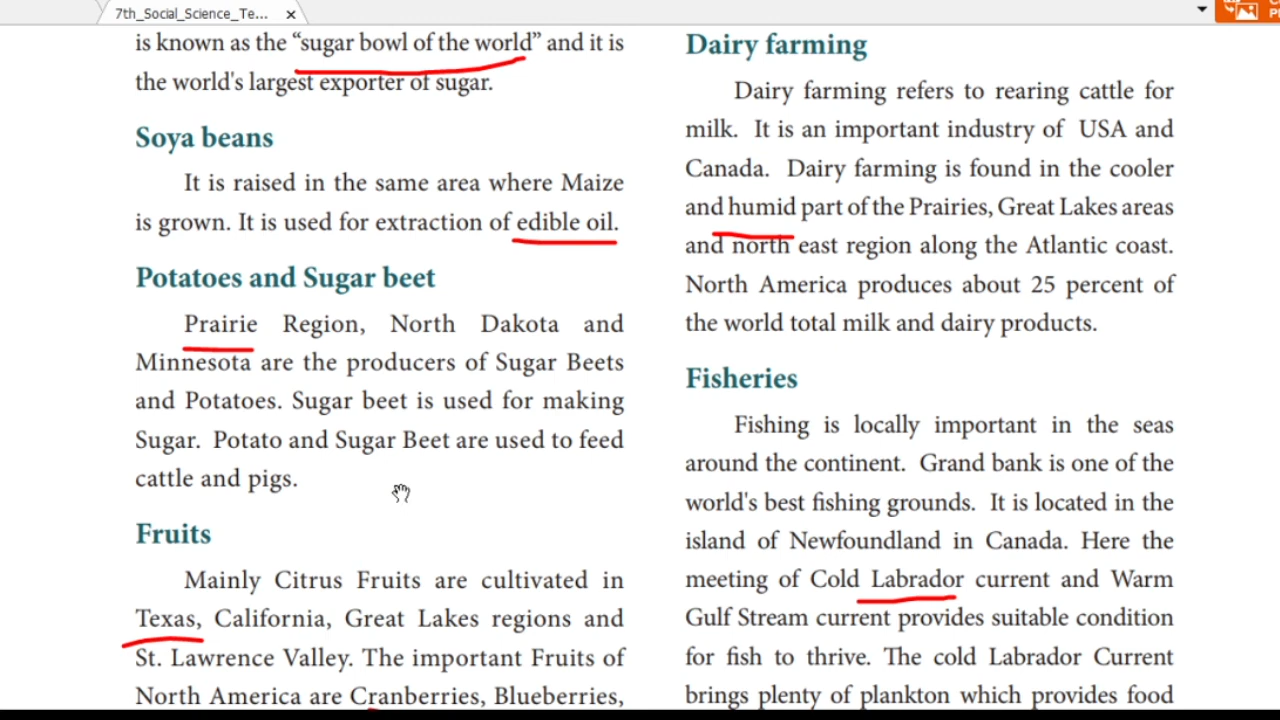 7th_Social_Science_Te...
is known as the “sugar bowl of the world” and it is
the world's largest exporter of sugar.
Soya beans
It is raised in the same area where Maize
is grown. It is used for extraction of edible oil.
Potatoes and Sugar beet
Prairie Region, North Dakota and
Minnesota are the producers of Sugar Beets
and Potatoes. Sugar beet is used for making
Sugar. Potato and Sugar Beet are used to feed
cattle and pigs.
Fruits
Mainly Citrus Fruits are cultivated in
Texas, California, Great Lakes regions and
St. Lawrence Valley. The important Fruits of
North America are Cranberries, Blueberries,
Dairy farming
Dairy farming refers to rearing cattle for
milk. It is an important industry of USA and
Canada. Dairy farming is found in the cooler
and humid part of the Prairies, Great Lakes areas
and north east region along the Atlantic coast.
North America produces about 25 percent of
the world total milk and dairy products.
Fisheries
Fishing is locally important in the seas
around the continent. Grand bank is one of the
world's best fishing grounds. It is located in the
island of Newfoundland in Canada. Here the
meeting of Cold Labrador current and Warm
Gulf Stream current provides suitable condition
for fish to thrive. The cold Labrador Current
brings plenty of plankton which provides food